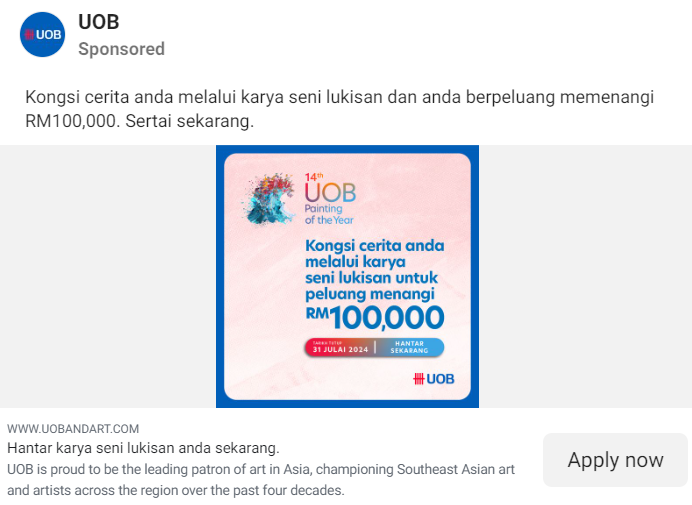 UOB
UOB
Sponsored
Kongsi cerita anda melalui karya seni lukisan dan anda berpeluang memenangi
RM100,000. Sertai sekarang.
14th
UOB
Painting
of the Year
Kongsi cerita anda
melalui karya
seni lukisan untuk
peluang menangi
RM100,000
TARIKH TUTUP
31 JULAI 2024 | HANTAR SEKARANG
UOB
WWW.UOBANDART.COM
Hantar karya seni lukisan anda sekarang.
UOB is proud to be the leading patron of art in Asia, championing Southeast Asian art
and artists across the region over the past four decades.
Apply now